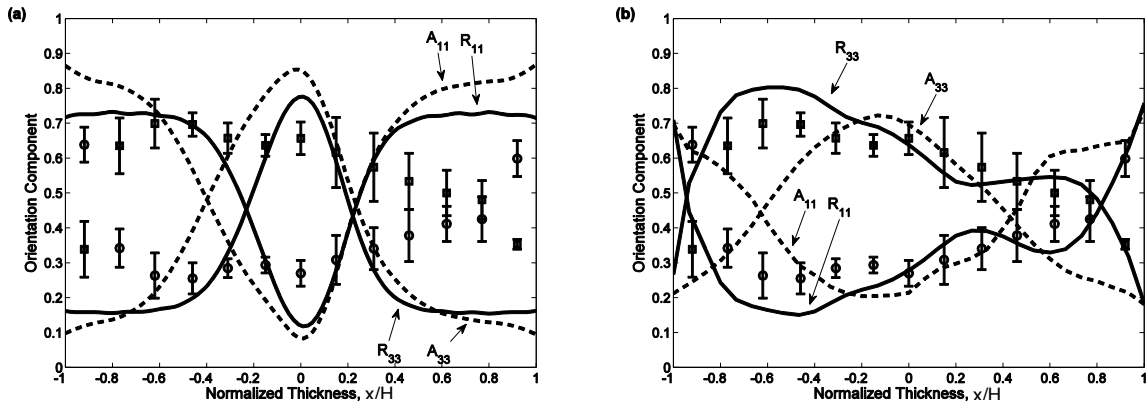 (a)
1
0.9
0.8
0.7
0.6
0.5
0.4
0.3
0.2
0.1
0
Orientation Component
-1 -0.8 -0.6 -0.4 -0.2 0 0.2 0.4 0.6 0.8 1
Normalized Thickness, x/H
A11
R11
R33
A33
(b)
1
0.9
0.8
0.7
0.6
0.5
0.4
0.3
0.2
0.1
0
Orientation Component
-1 -0.8 -0.6 -0.4 -0.2 0 0.2 0.4 0.6 0.8 1
Normalized Thickness, x/H
R33
A33
A11
R11